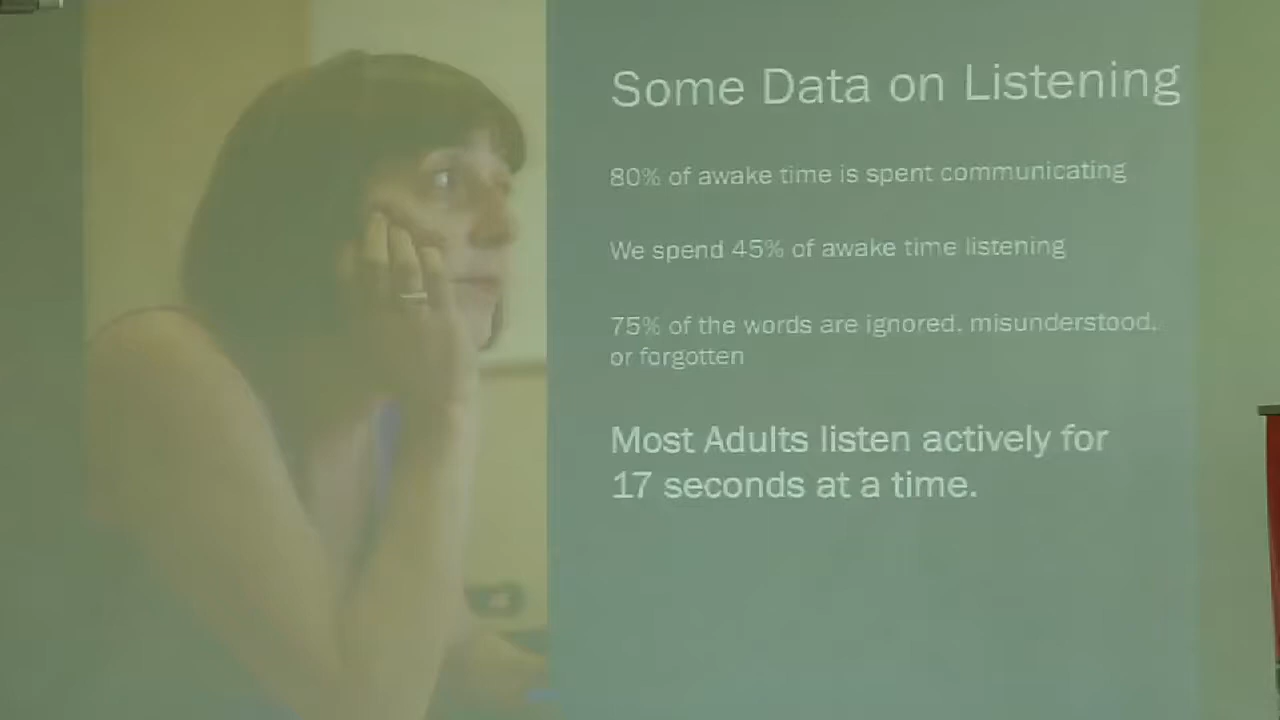 Some Data on Listening
80% of awake time is spent communicating
We spend 45% of awake time listening
75% of the words are ignored, misunderstood,
or forgotten
Most Adults listen actively for
17 seconds at a time.